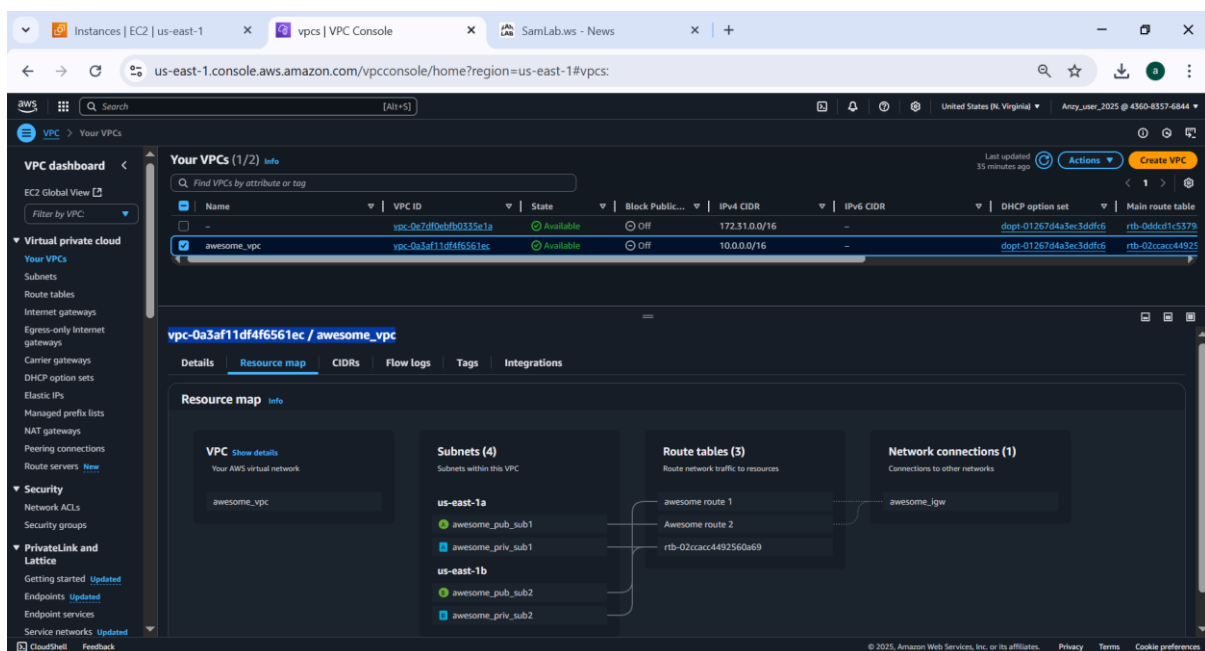 Instances | EC2 | us-east-1
vpcs | VPC Console
SamLab.ws - News
us-east-1.console.aws.amazon.com/vpcconsole/home?region=us-east-1#vpcs:
a
aws
Search
[Alt+S]
United States (N. Virginia)
Anzy_user_2025 @ 4360-8357-6844
VPC > Your VPCs
VPC dashboard
EC2 Global View
Filter by VPC:
Virtual private cloud
Your VPCs
Subnets
Route tables
Internet gateways
Egress-only Internet
gateways
Carrier gateways
DHCP option sets
Elastic IPs
Managed prefix lists
NAT gateways
Peering connections
Route servers New
Security
Network ACLs
Security groups
PrivateLink and
Lattice
Getting started Updated
Endpoints Updated
Endpoint services
Service networks Updated
Your VPCs (1/2) Info
Last updated
35 minutes ago
Actions
Create VPC
Find VPCs by attribute or tag
1
Name VPC ID State Block Public... IPv4 CIDR IPv6 CIDR DHCP option set Main route table
– vpc-0e7df0ebfb0335e1a Available Off 172.31.0.0/16 – dopt-01267d4a3ec3ddfc6 rtb-0ddcd1c5379
awesome_vpc vpc-0a3af11df4f6561ec Available Off 10.0.0.0/16 – dopt-01267d4a3ec3ddfc6 rtb-02ccacc44925
vpc-0a3af11df4f6561ec / awesome_vpc
Details Resource map CIDRs Flow logs Tags Integrations
Resource map Info
VPC Show details
Your AWS virtual network
awesome_vpc
Subnets (4)
Subnets within this VPC
us-east-1a
awesome_pub_sub1
awesome_priv_sub1
us-east-1b
awesome_pub_sub2
awesome_priv_sub2
Route tables (3)
Route network traffic to resources
awesome route 1
Awesome route 2
rtb-02ccacc4492560a69
Network connections (1)
Connections to other networks
awesome_igw
CloudShell Feedback
© 2025, Amazon Web Services, Inc. or its affiliates. Privacy Terms Cookie preferences